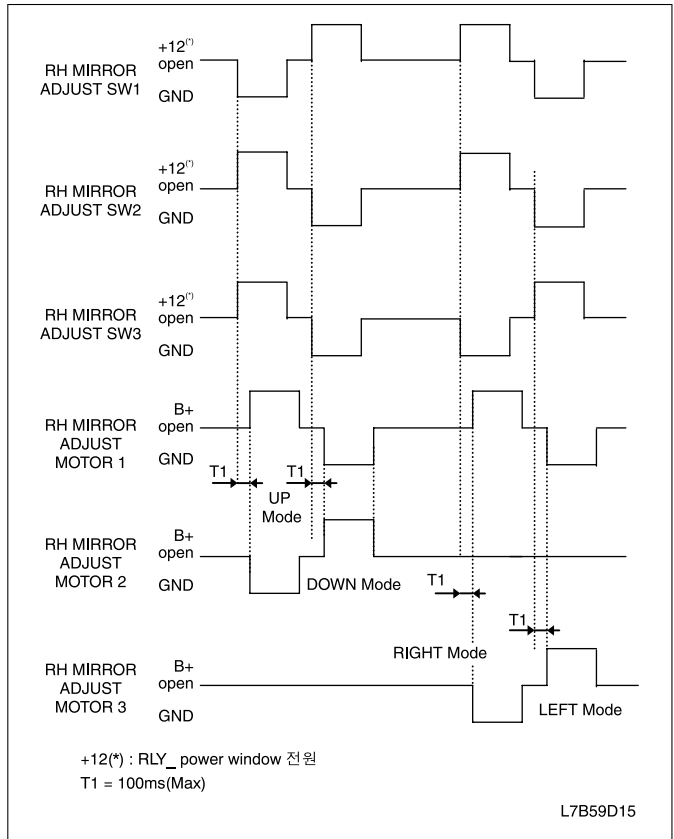 +12(*)
RH MIRROR open
ADJUST SW1 GND
+12(*)
RH MIRROR open
ADJUST SW2 GND
+12(*)
RH MIRROR open
ADJUST SW3 GND
B+
RH MIRROR open
ADJUST
MOTOR 1 GND
T1 T1
UP
Mode
B+
RH MIRROR open
ADJUST
MOTOR 2 GND
DOWN Mode
T1
T1
RIGHT Mode
B+
RH MIRROR open
ADJUST
MOTOR 3 GND
LEFT Mode
+12(*) : RLY_ power window 전원
T1 = 100ms(Max)
L7B59D15